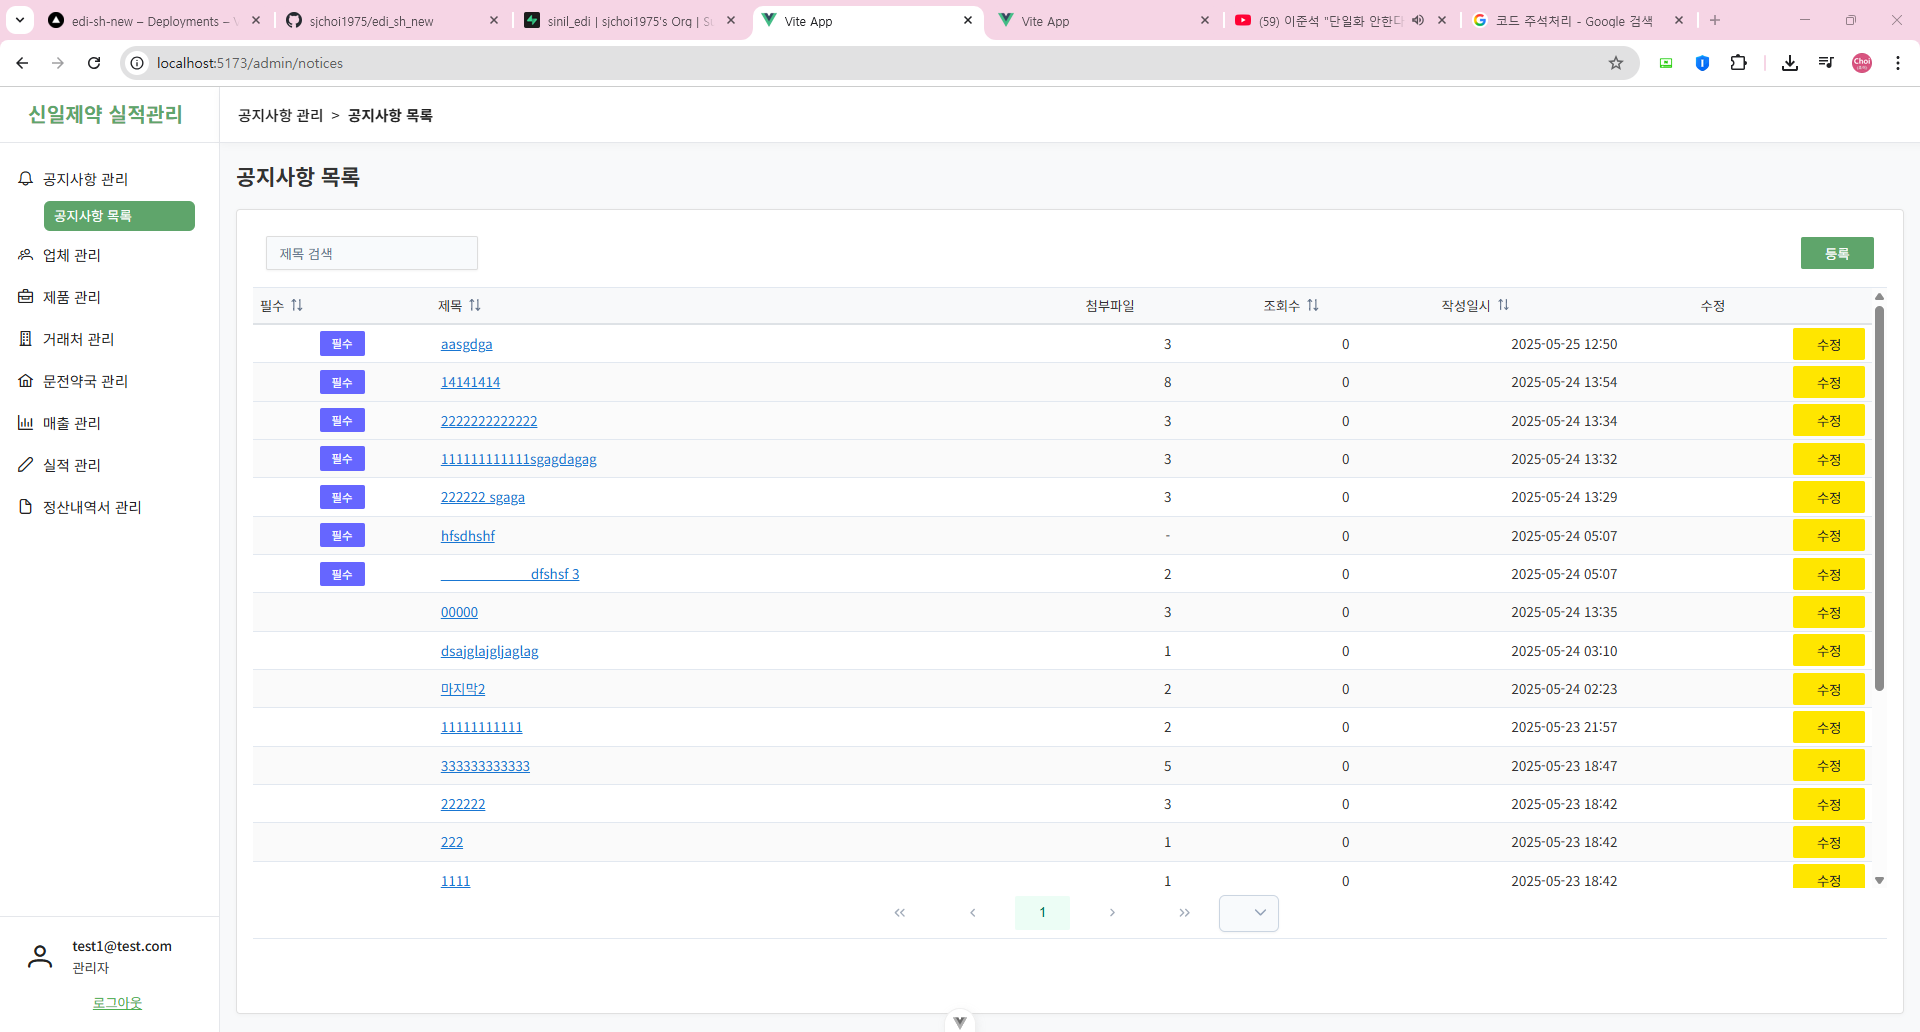 edi-sh-new – Deployments – V
sjchoi1975/edi_sh_new
sinil_edi | sjchoi1975's Org | Su
Vite App
Vite App
(59) 이준석 "단일화 안한다
코드 주석처리 - Google 검색
localhost:5173/admin/notices
Choi
신일제약 실적관리
공지사항 관리 > 공지사항 목록
공지사항 관리
공지사항 목록
업체 관리
제품 관리
거래처 관리
문전약국 관리
매출 관리
실적 관리
정산내역서 관리
공지사항 목록
제목 검색
등록
필수 제목 첨부파일 조회수 작성일시 수정
필수 aasgdga 3 0 2025-05-25 12:50 수정
필수 14141414 8 0 2025-05-24 13:54 수정
필수 2222222222222 3 0 2025-05-24 13:34 수정
필수 111111111111sgagdagag 3 0 2025-05-24 13:32 수정
필수 222222 sgaga 3 0 2025-05-24 13:29 수정
필수 hfsdhshf - 0 2025-05-24 05:07 수정
필수 dfshsf 3 2 0 2025-05-24 05:07 수정
00000 3 0 2025-05-24 13:35 수정
dsajglajgljaglag 1 0 2025-05-24 03:10 수정
마지막2 2 0 2025-05-24 02:23 수정
11111111111 2 0 2025-05-23 21:57 수정
333333333333 5 0 2025-05-23 18:47 수정
222222 3 0 2025-05-23 18:42 수정
222 1 0 2025-05-23 18:42 수정
1111 1 0 2025-05-23 18:42 수정
1
test1@test.com
관리자
로그아웃